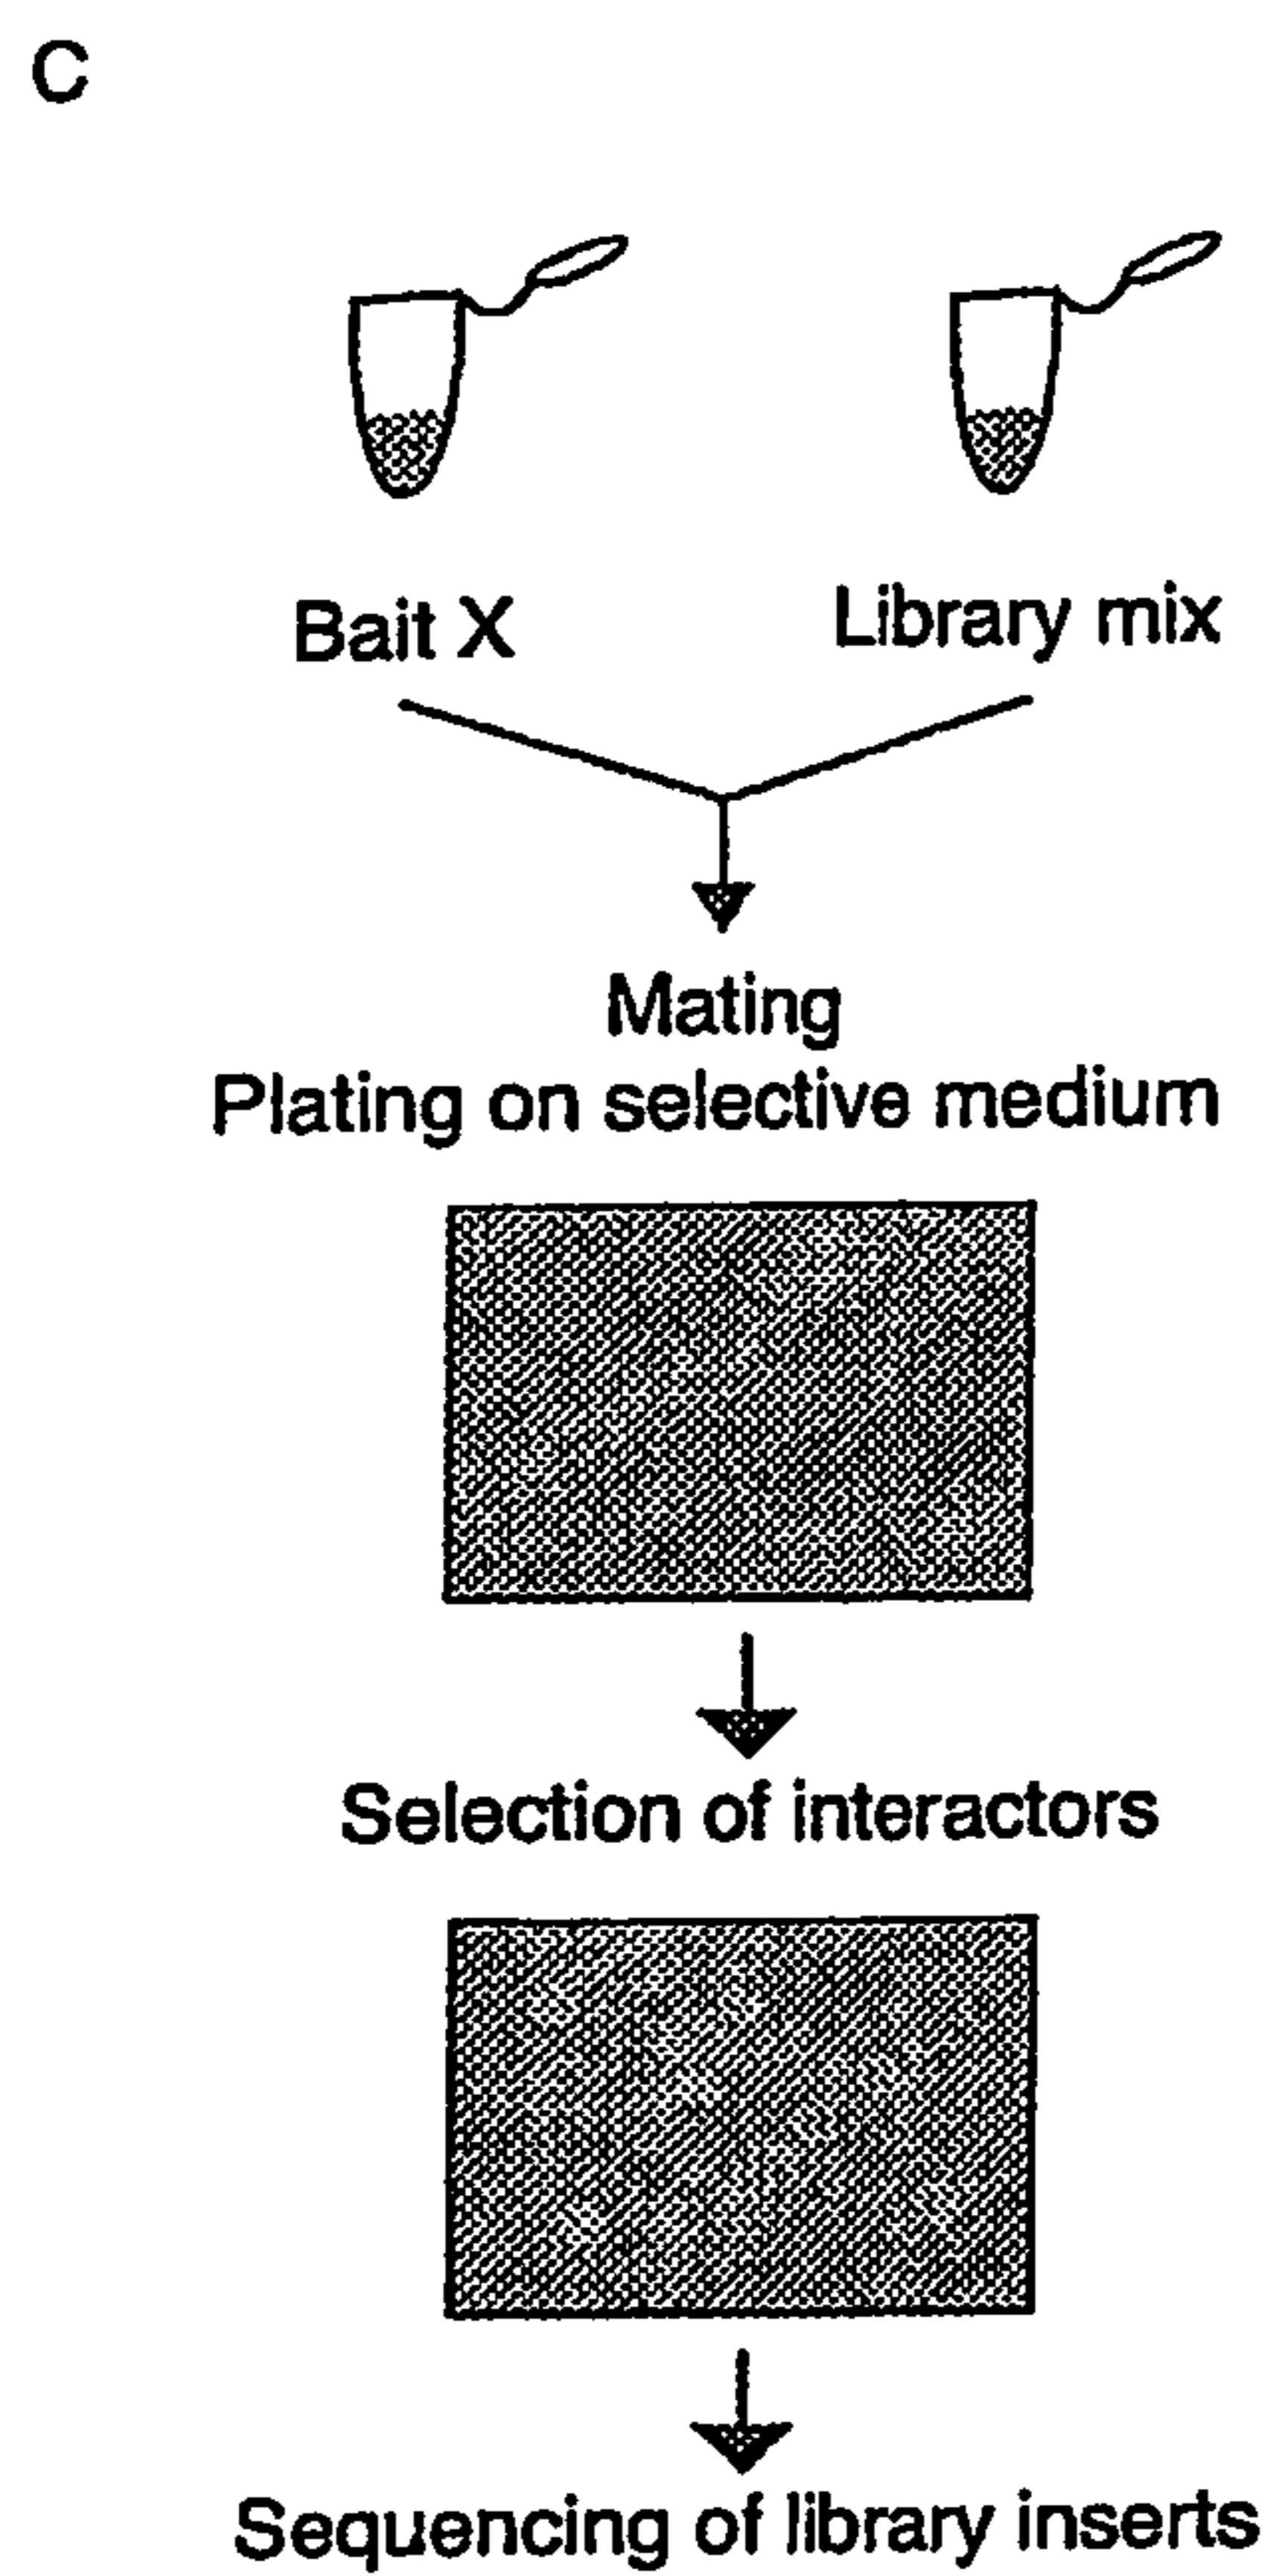 C
Bait X
Library mix
Mating
Plating on selective medium
Selection of interactors
Sequencing of library inserts